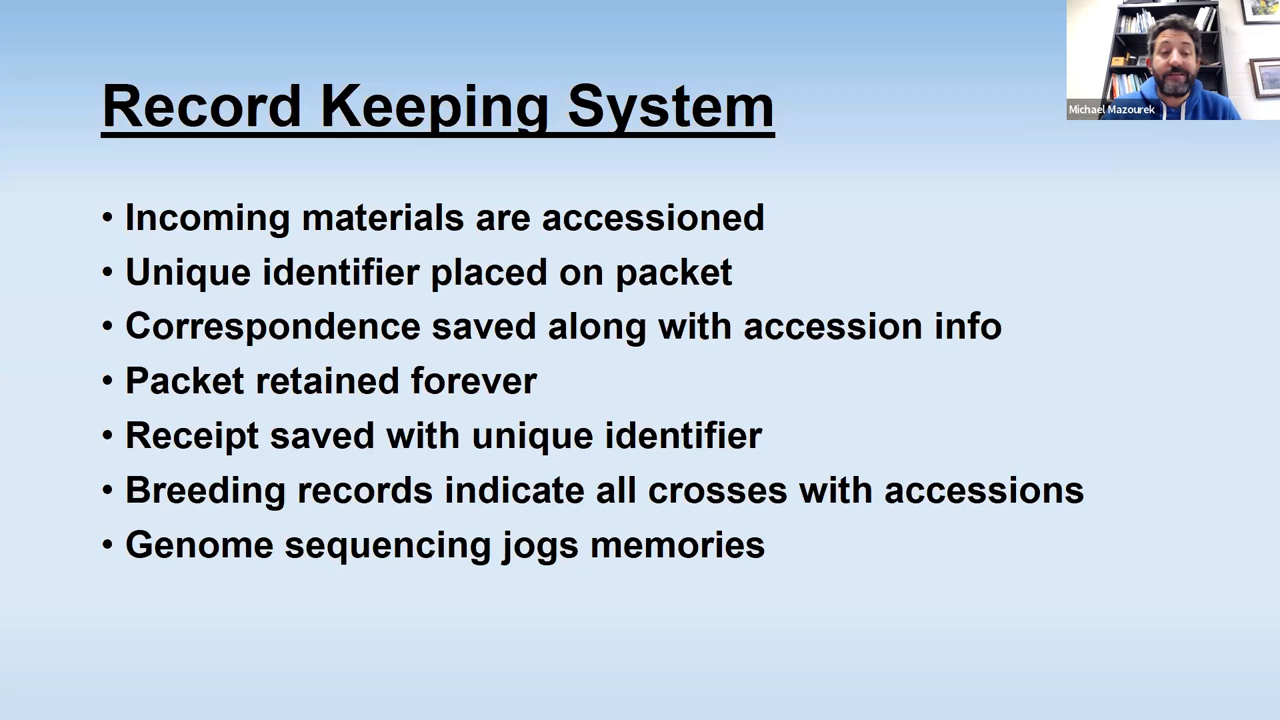 Record Keeping System
Michael Mazourek
• Incoming materials are accessioned
• Unique identifier placed on packet
• Correspondence saved along with accession info
• Packet retained forever
• Receipt saved with unique identifier
• Breeding records indicate all crosses with accessions
• Genome sequencing jogs memories